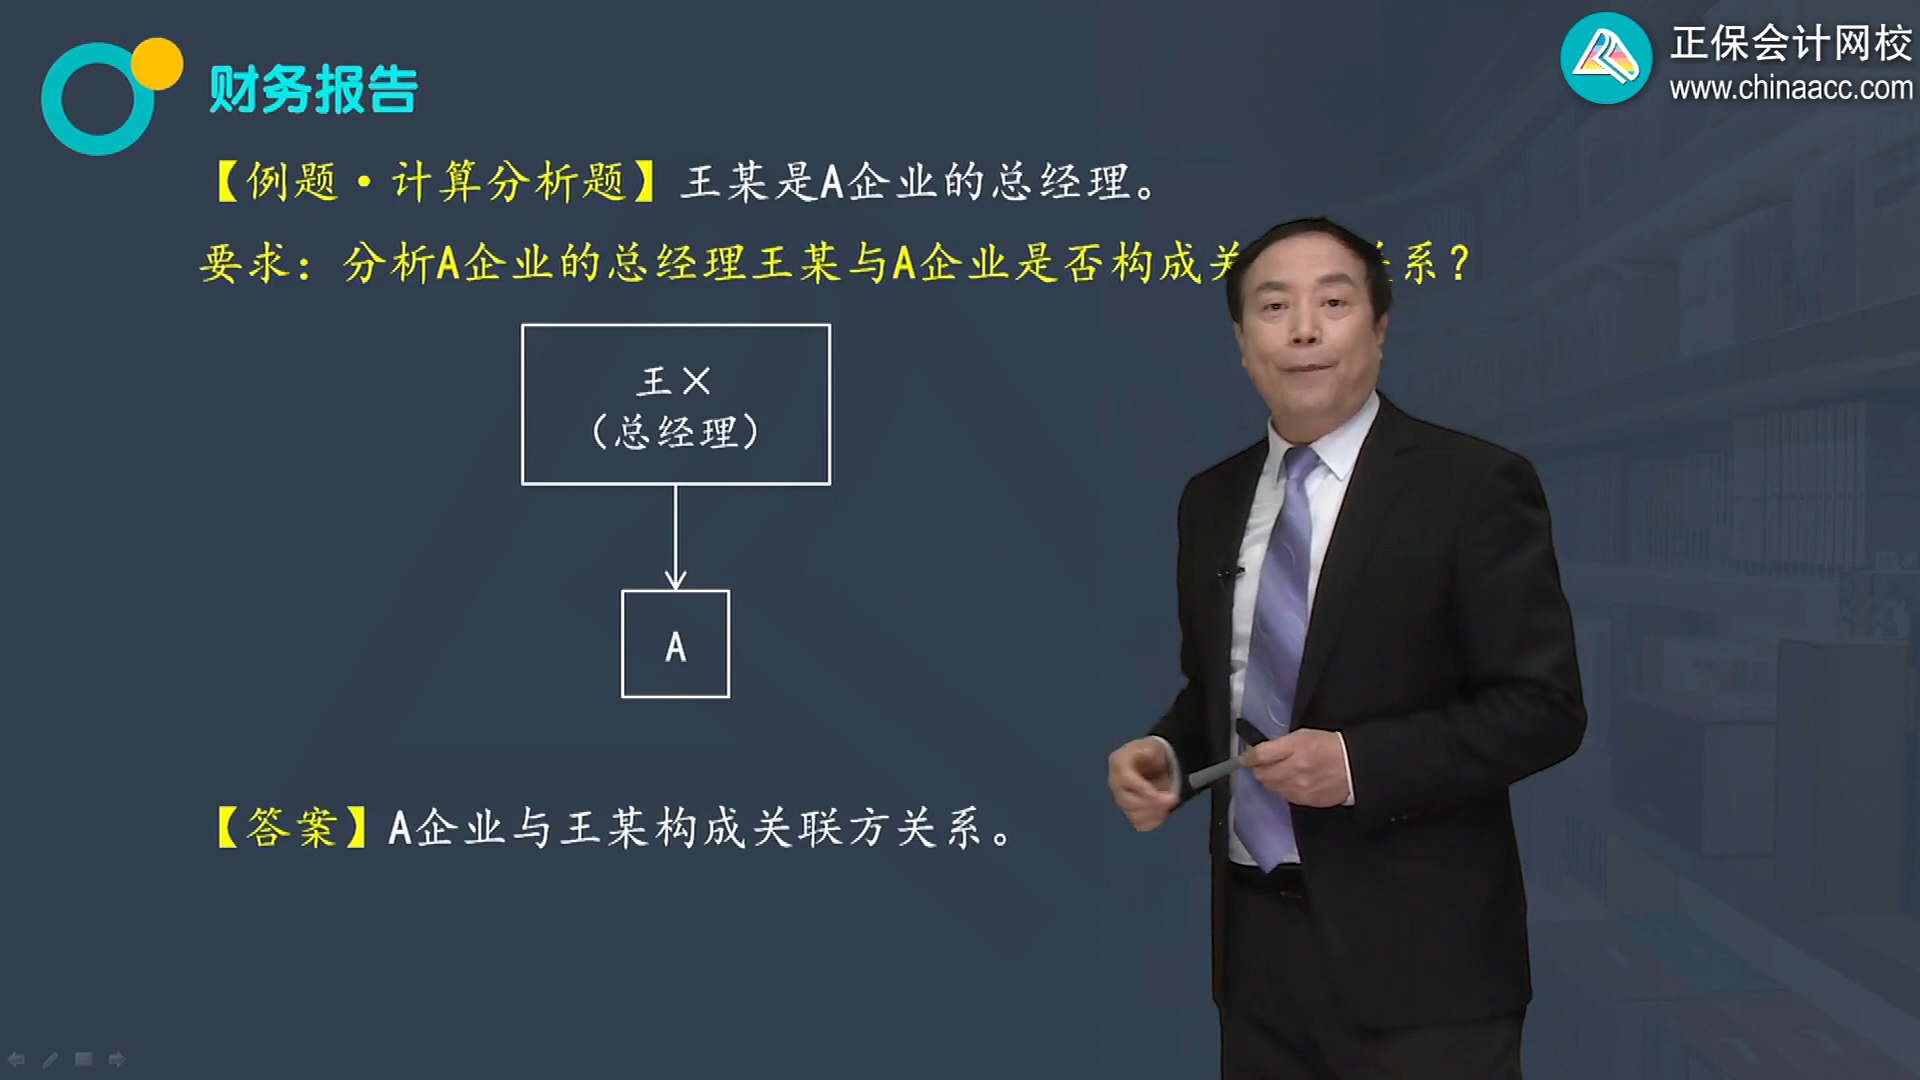 财务报告
正保会计网校
www.chinaacc.com
【例题·计算分析题】王某是A企业的总经理。
要求：分析A企业的总经理王某与A企业是否构成关系？
王×
（总经理）
A
【答案】A企业与王某构成关联方关系。